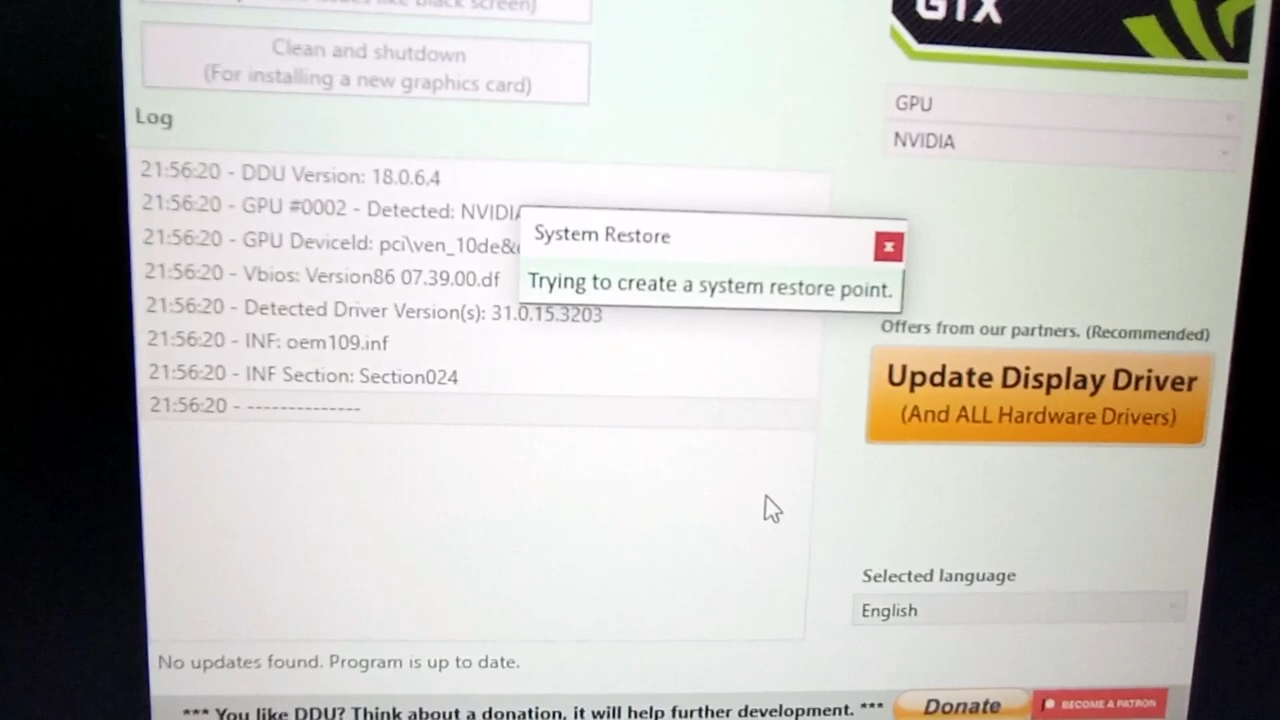 black screen)
Clean and shutdown
(For installing a new graphics card)
GTX
GPU
NVIDIA
Log
21:56:20 - DDU Version: 18.0.6.4
21:56:20 - GPU #0002 - Detected: NVIDIA
21:56:20 - GPU DeviceId: pci\ven_10de&
21:56:20 - Vbios: Version86 07.39.00.df
21:56:20 - Detected Driver Version(s): 31.0.15.3203
21:56:20 - INF: oem109.inf
21:56:20 - INF Section: Section024
21:56:20 - --------------
System Restore
x
Trying to create a system restore point.
Offers from our partners. (Recommended)
Update Display Driver
(And ALL Hardware Drivers)
Selected language
English
No updates found. Program is up to date.
*** You like DDU? Think about a donation, it will help further development. ***
Donate
BECOME A PATRON